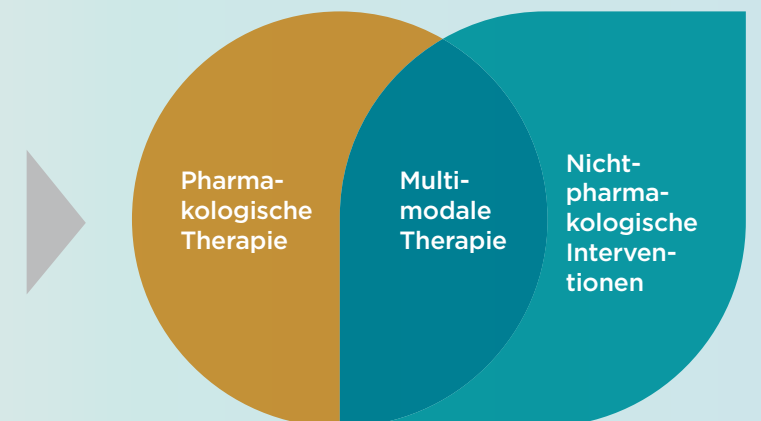 Pharma-
kologische
Therapie
Multi-
modale
Therapie
Nicht-
pharma-
kologische
Interven-
tionen